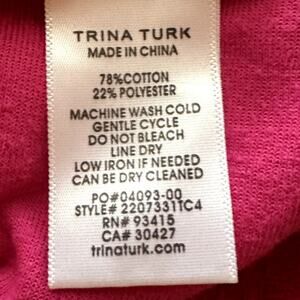 TRINA TURK
MADE IN CHINA
78%COTTON
22% POLYESTER
MACHINE WASH COLD
GENTLE CYCLE
DO NOT BLEACH
LINE DRY
LOW IRON IF NEEDED
CAN BE DRY CLEANED
PO#04093-00
STYLE# 2207331TC4
RN# 93415
CA# 30427
trinaturk.com